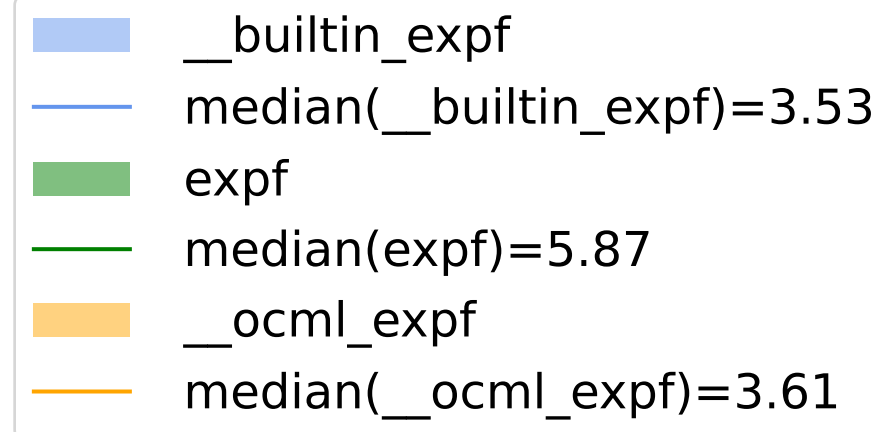 __builtin_expf
median(__builtin_expf)=3.53
expf
median(expf)=5.87
__ocml_expf
median(__ocml_expf)=3.61